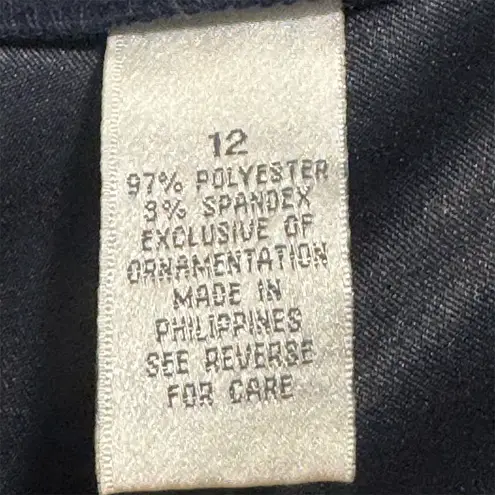 12
97% POLYESTER
3% SPANDEX
EXCLUSIVE OF
ORNAMENTATION
MADE IN
PHILIPPINES
SEE REVERSE
FOR CARE